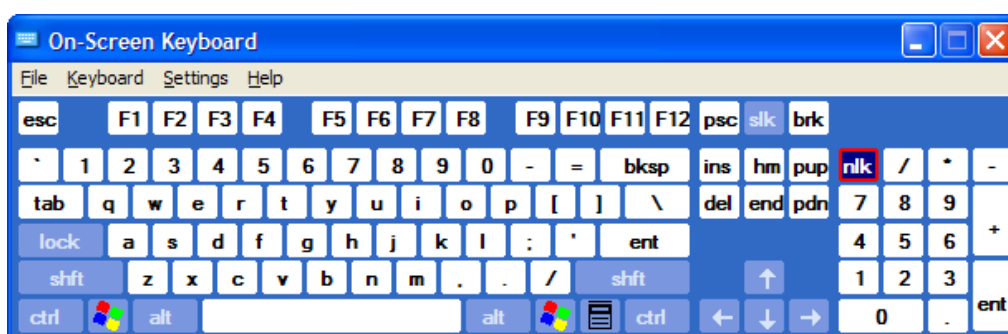 On-Screen Keyboard
File Keyboard Settings Help
esc F1 F2 F3 F4 F5 F6 F7 F8 F9 F10 F11 F12 psc slk brk
` 1 2 3 4 5 6 7 8 9 0 - = bksp ins hm pup nlk / * -
tab q w e r t y u i o p [ ] \ del end pdn 7 8 9 +
lock a s d f g h j k l ; ' ent 4 5 6
shft z x c v b n m , . / shft ↑ 1 2 3 ent
ctrl alt alt ctrl ← ↓ → 0 .